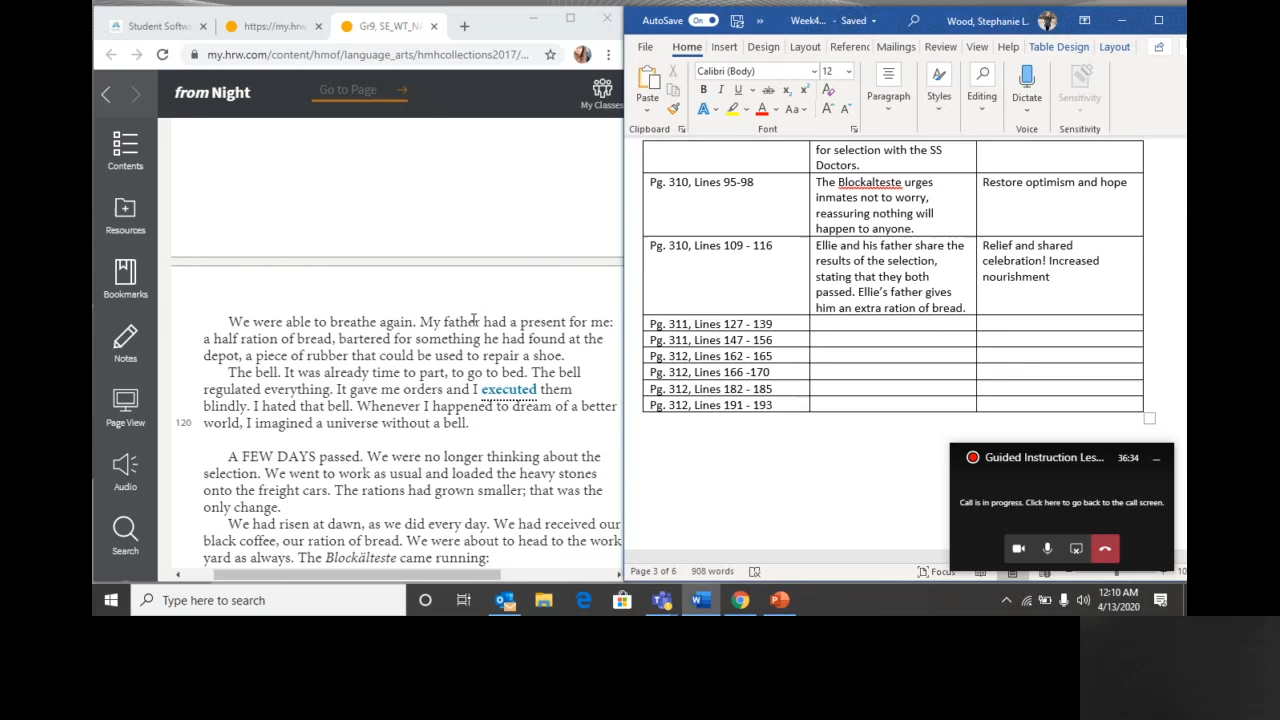 Student Softw
https://my.hrw
Gr9, SE_WT_NA
my.hrw.com/content/hmof/language_arts/hmhcollections2017/...
from Night
Go to Page
My Classes
Contents
Resources
Bookmarks
Notes
Page View
Audio
Search
We were able to breathe again. My father had a present for me:
a half ration of bread, bartered for something he had found at the
depot, a piece of rubber that could be used to repair a shoe.
The bell. It was already time to part, to go to bed. The bell
regulated everything. It gave me orders and I executed them
blindly. I hated that bell. Whenever I happened to dream of a better
120 world, I imagined a universe without a bell.
A FEW DAYS passed. We were no longer thinking about the
selection. We went to work as usual and loaded the heavy stones
onto the freight cars. The rations had grown smaller; that was the
only change.
We had risen at dawn, as we did every day. We had received our
black coffee, our ration of bread. We were about to head to the work
yard as always. The Blockälteste came running:
AutoSave On Week4... - Saved Wood, Stephanie L.
File Home Insert Design Layout Referenc Mailings Review View Help Table Design Layout
Paste
Calibri (Body) 12
B I U ab x₂ x²
A A Aa A A
Paragraph
Styles
Editing
Dictate
Sensitivity
Clipboard Font Voice Sensitivity
for selection with the SS
Doctors.
Pg. 310, Lines 95-98
The Blockalteste urges
inmates not to worry,
reassuring nothing will
happen to anyone.
Restore optimism and hope
Pg. 310, Lines 109 - 116
Ellie and his father share the
results of the selection,
stating that they both
passed. Ellie's father gives
him an extra ration of bread.
Relief and shared
celebration! Increased
nourishment
Pg. 311, Lines 127 - 139
Pg. 311, Lines 147 - 156
Pg. 312, Lines 162 - 165
Pg. 312, Lines 166 -170
Pg. 312, Lines 182 - 185
Pg. 312, Lines 191 - 193
Guided Instruction Les... 36:34
Call is in progress. Click here to go back to the call screen.
Page 3 of 6 908 words Focus 10
Type here to search
12:10 AM
4/13/2020